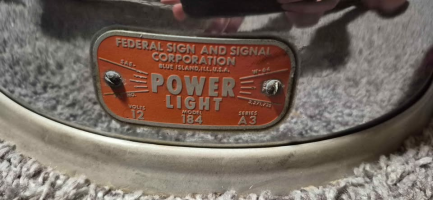 FEDERAL SIGN AND SIGNAL
CORPORATION
BLUE ISLAND, ILL. U.S.A.
POWER
LIGHT
VOLTS MODEL SERIES
12 184 A3